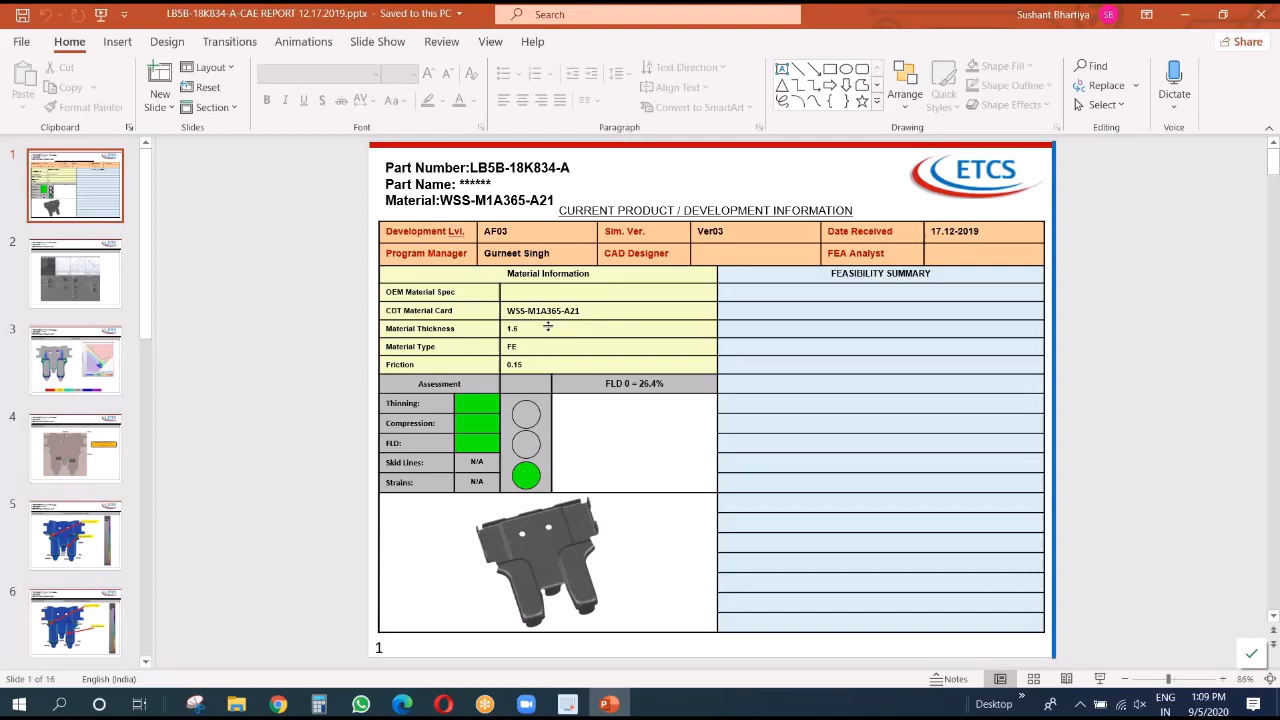 LB5B-18K834-A-CAE REPORT 12.17.2019.pptx - Saved to this PC
Search
Sushant Bhartiya
SB
File
Home
Insert
Design
Transitions
Animations
Slide Show
Review
View
Help
Share
Paste
Cut
Copy
Format Painter
Clipboard
New
Slide
Layout
Reset
Section
Slides
Font
Text Direction
Align Text
Convert to SmartArt
Paragraph
Arrange
Quick
Styles
Shape Fill
Shape Outline
Shape Effects
Drawing
Find
Replace
Select
Editing
Dictate
Voice
1
2
3
4
5
6
Part Number:LB5B-18K834-A
Part Name: ******
Material:WSS-M1A365-A21
ETCS
CURRENT PRODUCT / DEVELOPMENT INFORMATION
Development Lvl. AF03 Sim. Ver. Ver03 Date Received 17.12-2019
Program Manager Gurneet Singh CAD Designer FEA Analyst
Material Information
FEASIBILITY SUMMARY
OEM Material Spec
CDT Material Card WSS-M1A365-A21
Material Thickness 1.6
Material Type FE
Friction 0.15
Assessment FLD 0 = 26.4%
Thinning:
Compression:
FLD:
Skid Lines: N/A
Strains: N/A
1
Slide 1 of 16
English (India)
Notes
86%
Desktop
ENG
IN
1:09 PM
9/5/2020